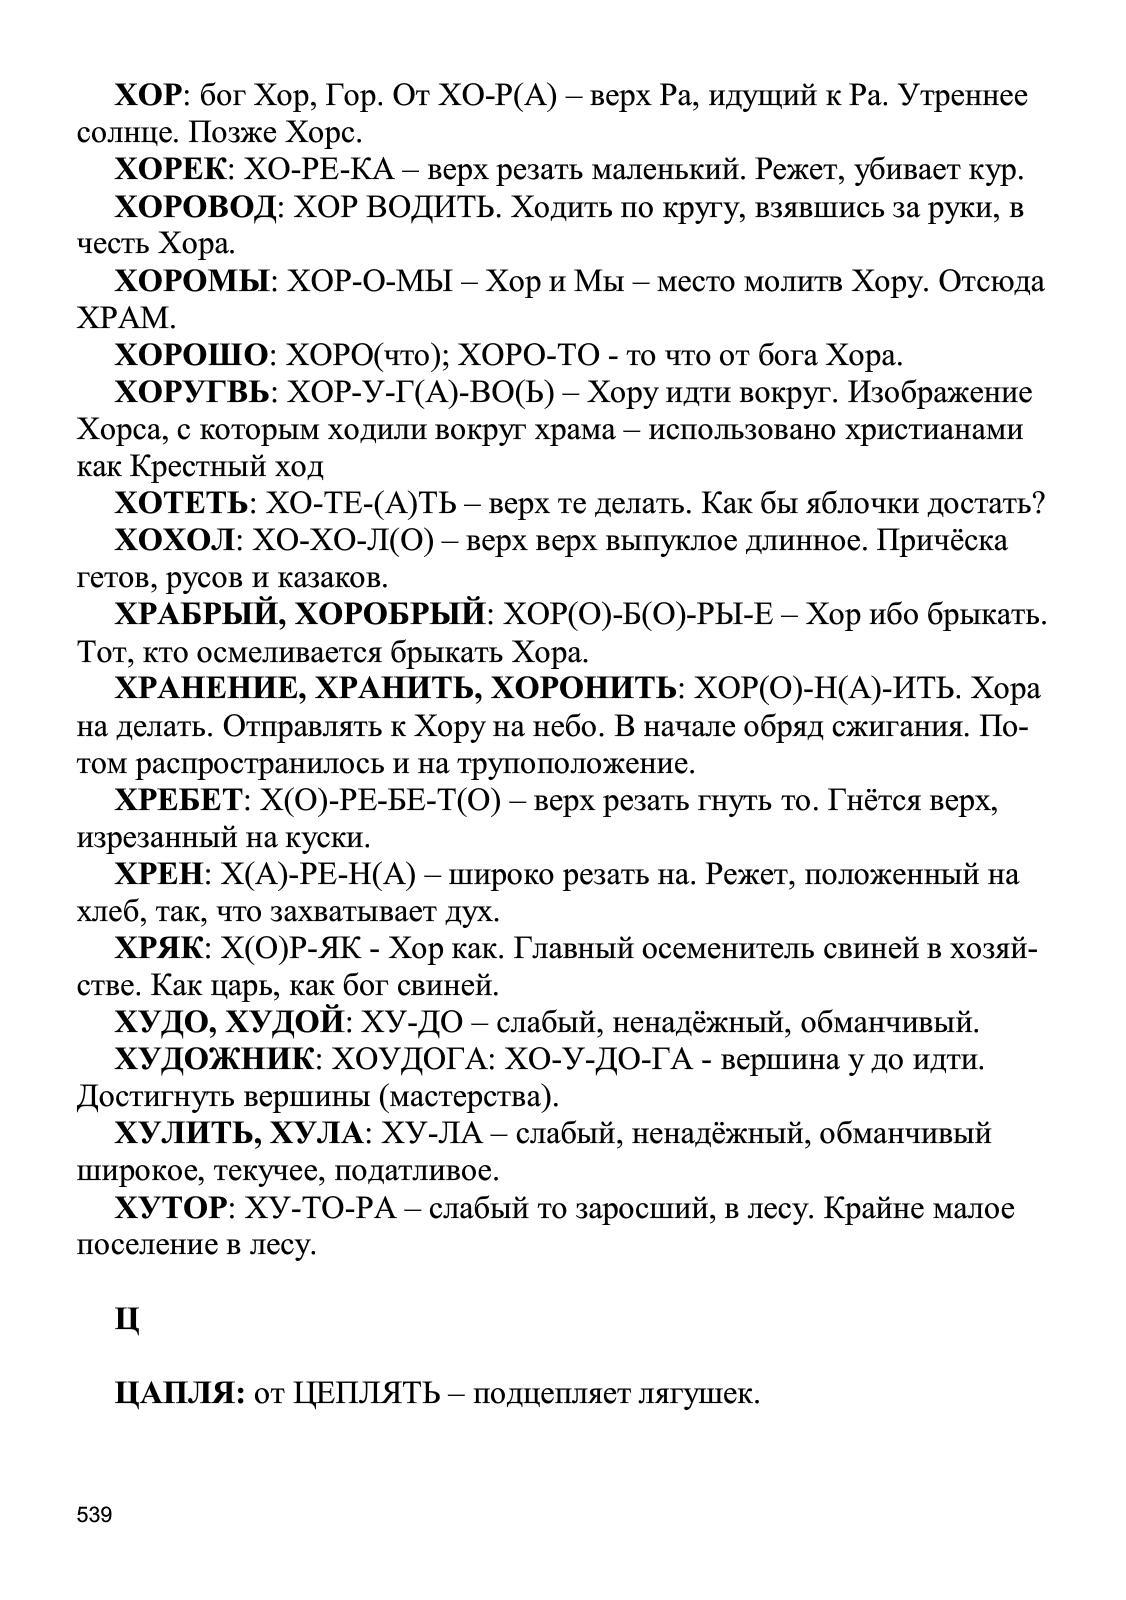 ХОР: бог Хор, Гор. От ХО-Р(А) – верх Ра, идущий к Ра. Утреннее
солнце. Позже Хорс.
ХОРЕК: ХО-РЕ-КА – верх резать маленький. Режет, убивает кур.
ХОРОВОД: ХОР ВОДИТЬ. Ходить по кругу, взявшись за руки, в
честь Хора.
ХОРОМЫ: ХОР-О-МЫ – Хор и Мы – место молитв Хору. Отсюда
ХРАМ.
ХОРОШО: ХОРО(что); ХОРО-ТО - то что от бога Хора.
ХОРУГВЬ: ХОР-У-Г(А)-ВО(Ь) – Хору идти вокруг. Изображение
Хорса, с которым ходили вокруг храма – использовано христианами
как Крестный ход
ХОТЕТЬ: ХО-ТЕ-(А)ТЬ – верх те делать. Как бы яблочки достать?
ХОХОЛ: ХО-ХО-Л(О) – верх верх выпуклое длинное. Причёска
гетов, русов и казаков.
ХРАБРЫЙ, ХОРОБРЫЙ: ХОР(О)-Б(О)-РЫ-Е – Хор ибо брыкать.
Тот, кто осмеливается брыкать Хора.
ХРАНЕНИЕ, ХРАНИТЬ, ХОРОНИТЬ: ХОР(О)-Н(А)-ИТЬ. Хора
на делать. Отправлять к Хору на небо. В начале обряд сжигания. По-
том распространилось и на трупоположение.
ХРЕБЕТ: Х(О)-РЕ-БЕ-Т(О) – верх резать гнуть то. Гнётся верх,
изрезанный на куски.
ХРЕН: Х(А)-РЕ-Н(А) – широко резать на. Режет, положенный на
хлеб, так, что захватывает дух.
ХРЯК: Х(О)Р-ЯК - Хор как. Главный осеменитель свиней в хозяй-
стве. Как царь, как бог свиней.
ХУДО, ХУДОЙ: ХУ-ДО – слабый, ненадёжный, обманчивый.
ХУДОЖНИК: ХОУДОГА: ХО-У-ДО-ГА - вершина у до идти.
Достигнуть вершины (мастерства).
ХУЛИТЬ, ХУЛА: ХУ-ЛА – слабый, ненадёжный, обманчивый
широкое, текучее, податливое.
ХУТОР: ХУ-ТО-РА – слабый то заросший, в лесу. Крайне малое
поселение в лесу.
Ц
ЦАПЛЯ: от ЦЕПЛЯТЬ – подцепляет лягушек.
539